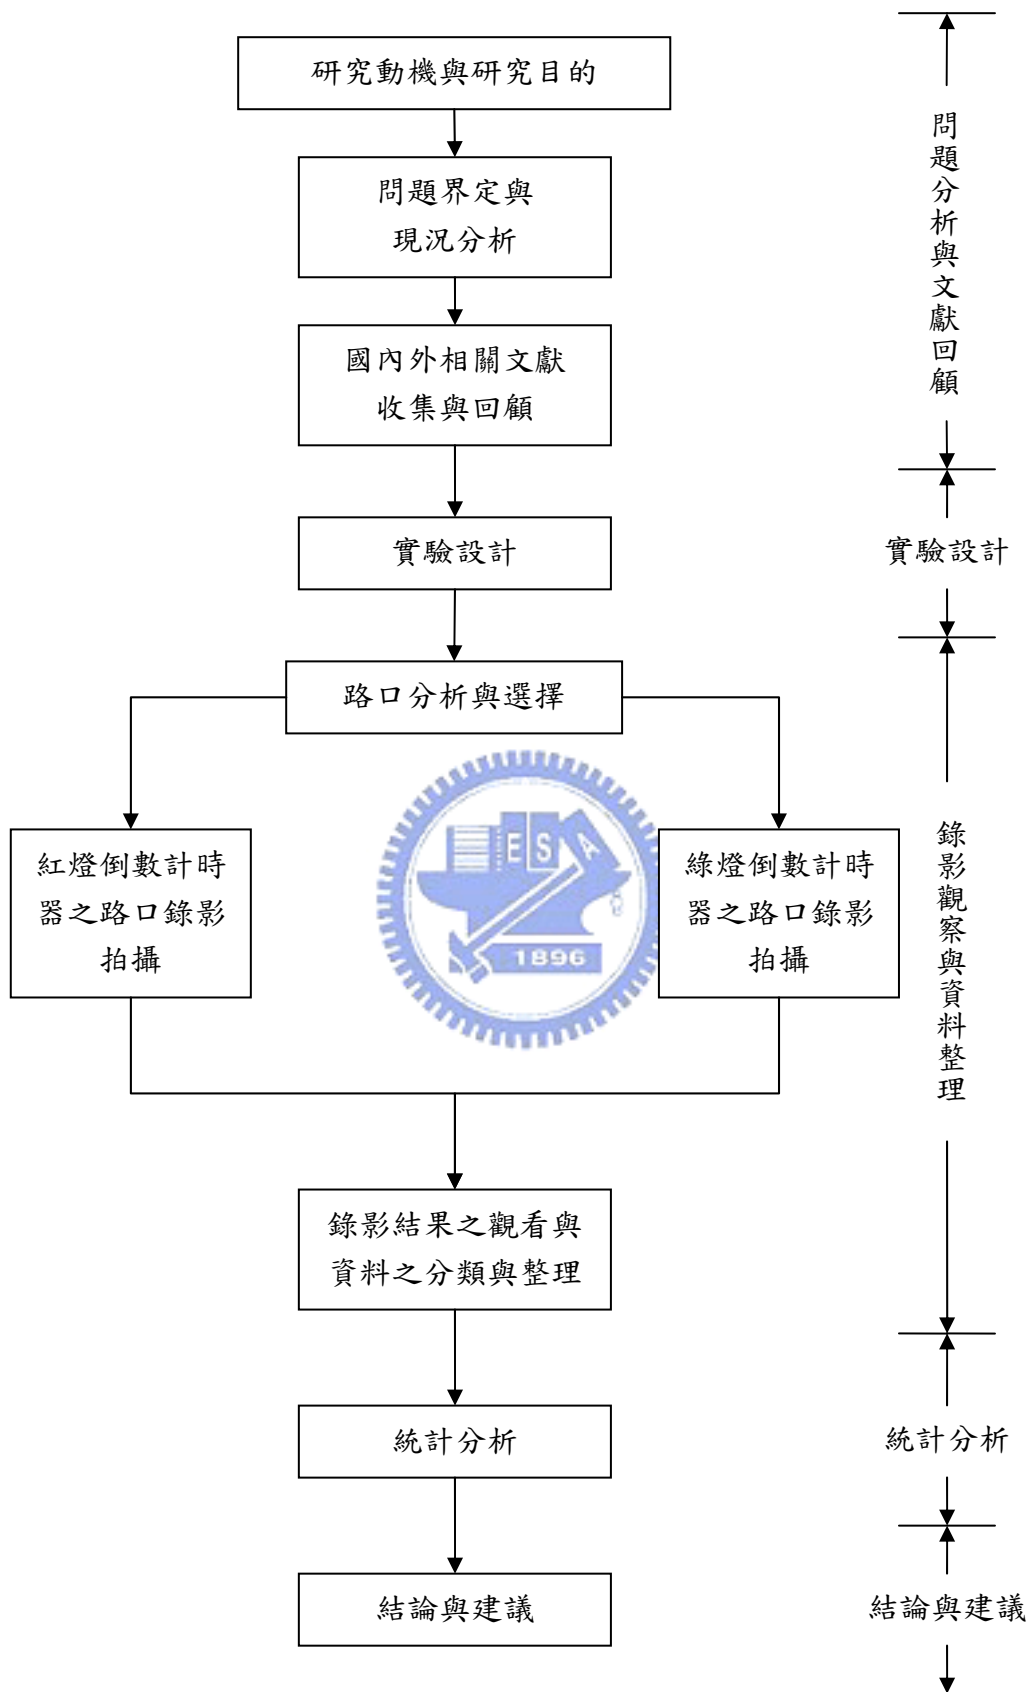 研究動機與研究目的
問題界定與
現況分析
國內外相關文獻
收集與回顧
實驗設計
路口分析與選擇
紅燈倒數計時
器之路口錄影
拍攝
綠燈倒數計時
器之路口錄影
拍攝
錄影結果之觀看與
資料之分類與整理
統計分析
結論與建議
問題分析與文獻回顧
實驗設計
錄影觀察與資料整理
統計分析
結論與建議
E S A
1896